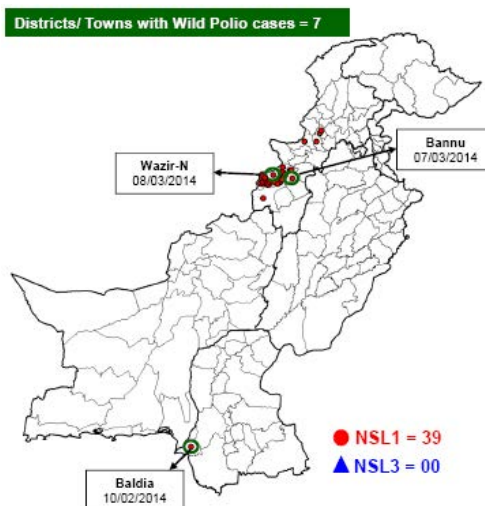 Districts/ Towns with Wild Polio cases = 7
Wazir-N
08/03/2014
Bannu
07/03/2014
NSL1 = 39
NSL3 = 00
Baldia
10/02/2014